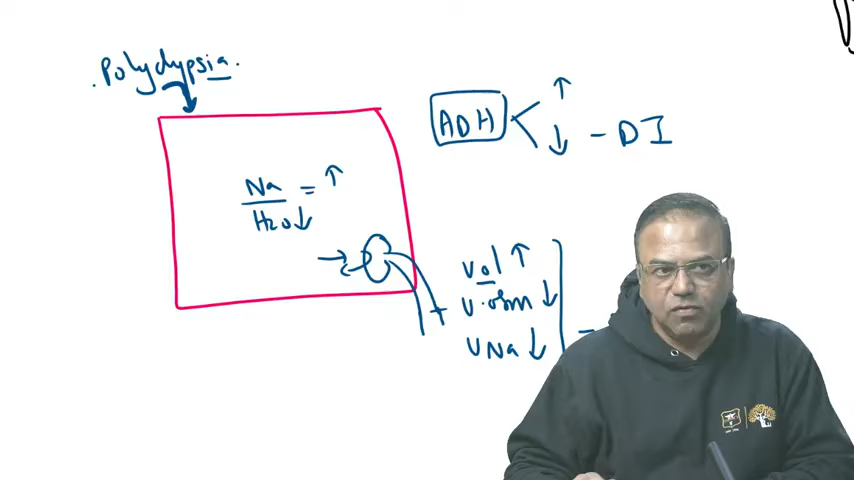 .Polydypsia.
ADH < ↑
↓ - DI
Na = ↑
H2O↓
vol ↑
U.osm ↓
UNa ↓